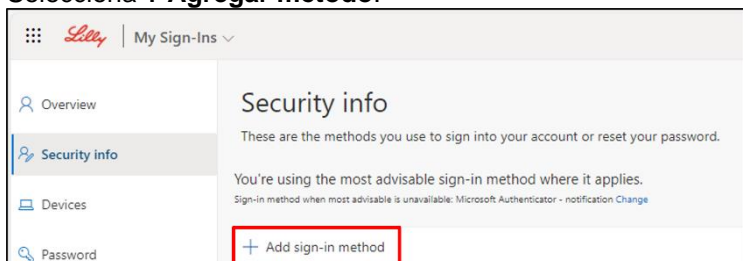 Selecciona + Agregar método.
Lilly My Sign-Ins
Overview
Security info
Devices
Password
Security info
These are the methods you use to sign into your account or reset your password.
You're using the most advisable sign-in method where it applies.
Sign-in method when most advisable is unavailable: Microsoft Authenticator - notification Change
+ Add sign-in method